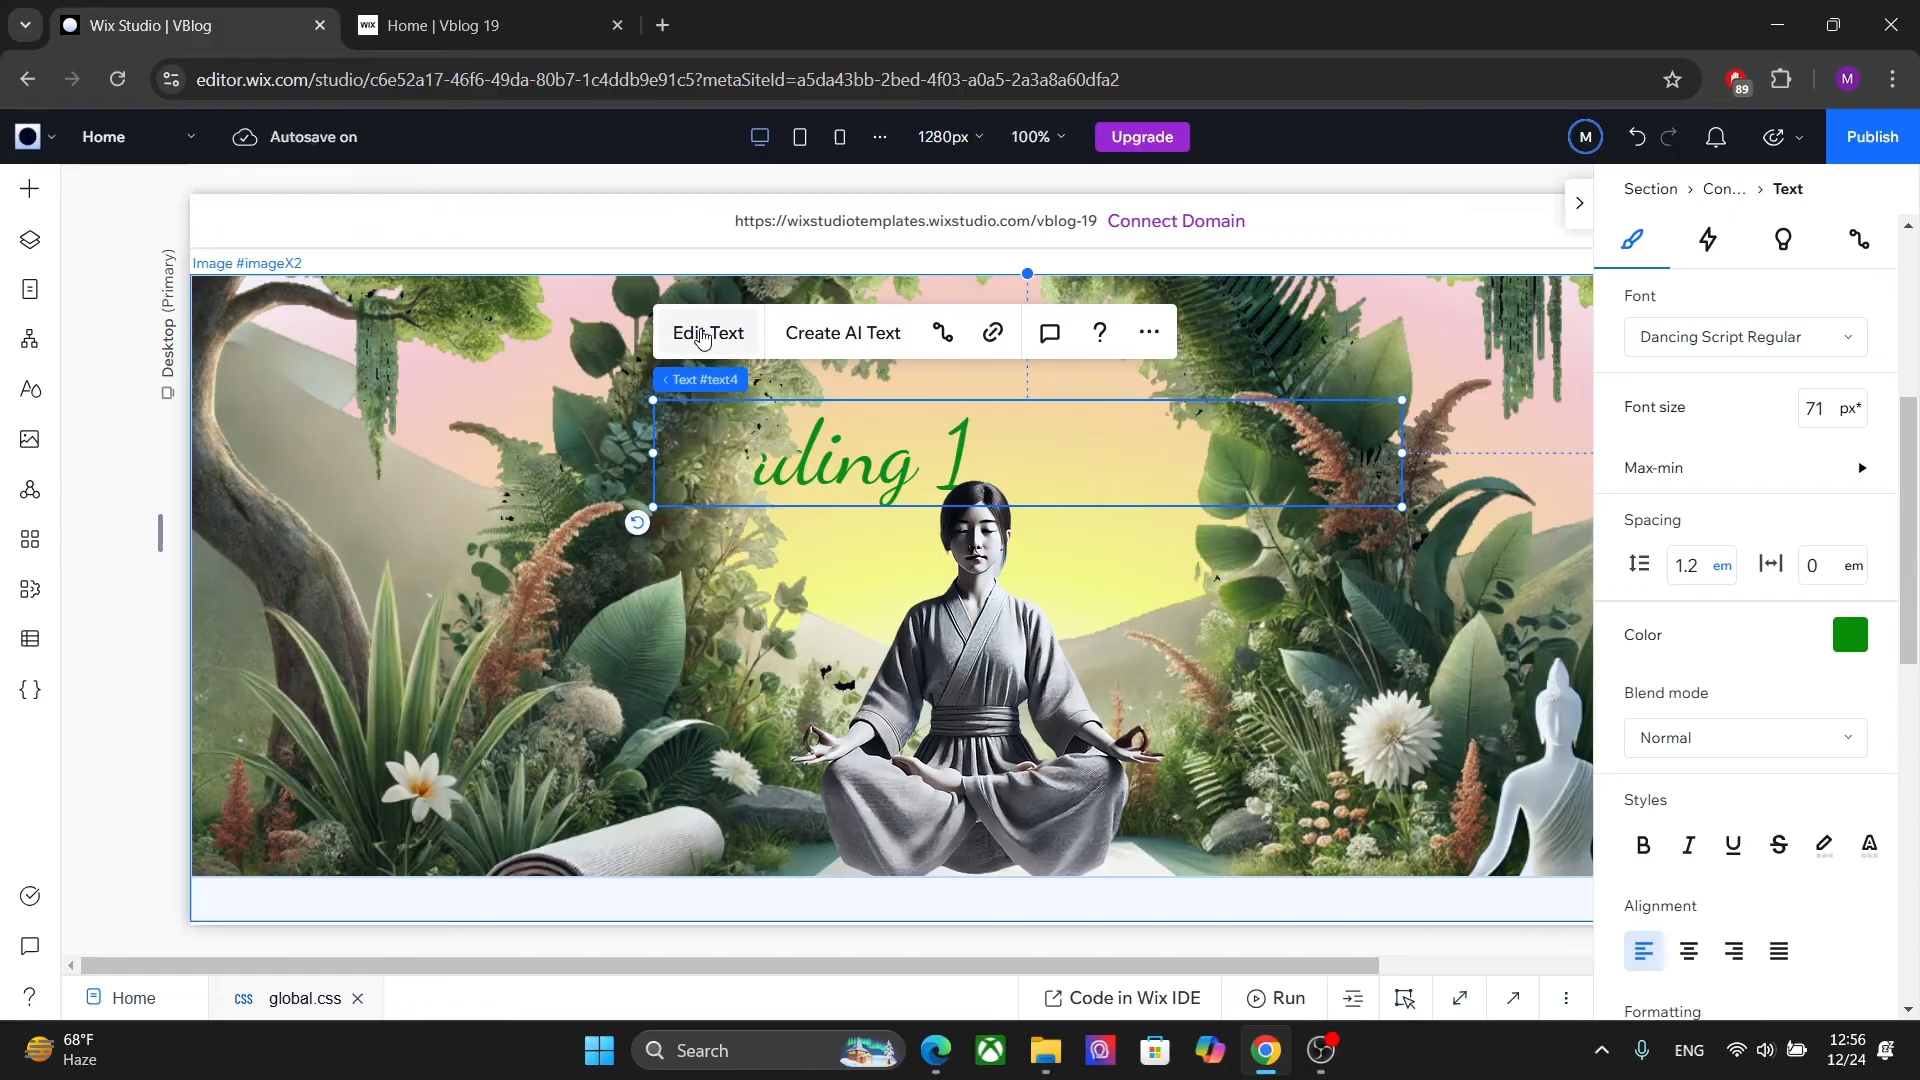 Wix Studio | VBlog
WIX Home | Vblog 19
editor.wix.com/studio/c6e52a17-46f6-49da-80b7-1c4ddb9e91c5?metaSiteId=a5da43bb-2bed-4f03-a0a5-2a3a8a60dfa2
89
M
Home
Autosave on
1280px
100%
Upgrade
M
Publish
https://wixstudiotemplates.wixstudio.com/vblog-19 Connect Domain
Section > Con... > Text
Desktop (Primary)
Image #imageX2
Edit Text
Create AI Text
< Text #text4
ding 1
Font
Dancing Script Regular
Font size
71 px*
Max-min
Spacing
1.2 em
0 em
Color
Blend mode
Normal
Styles
B I U S A
Alignment
Formatting
Home
css global.css
Code in Wix IDE
Run
68°F
Haze
Search
ENG
12:56
12/24